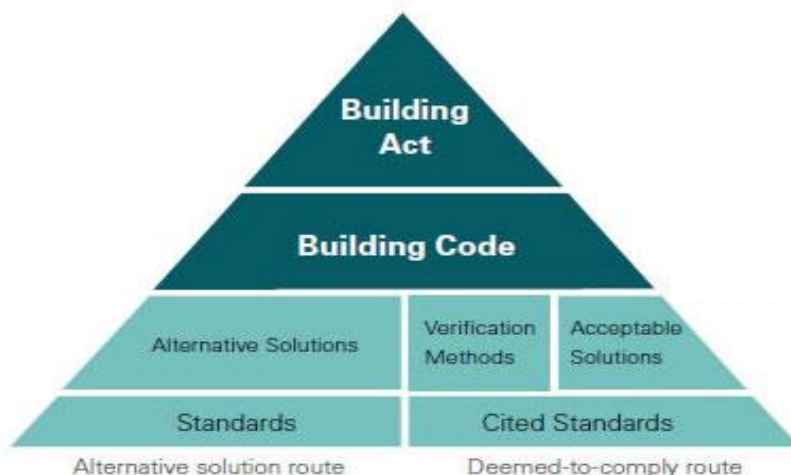 Building
Act
Building Code
Alternative Solutions
Verification
Methods
Acceptable
Solutions
Standards
Cited Standards
Alternative solution route
Deemed-to-comply route